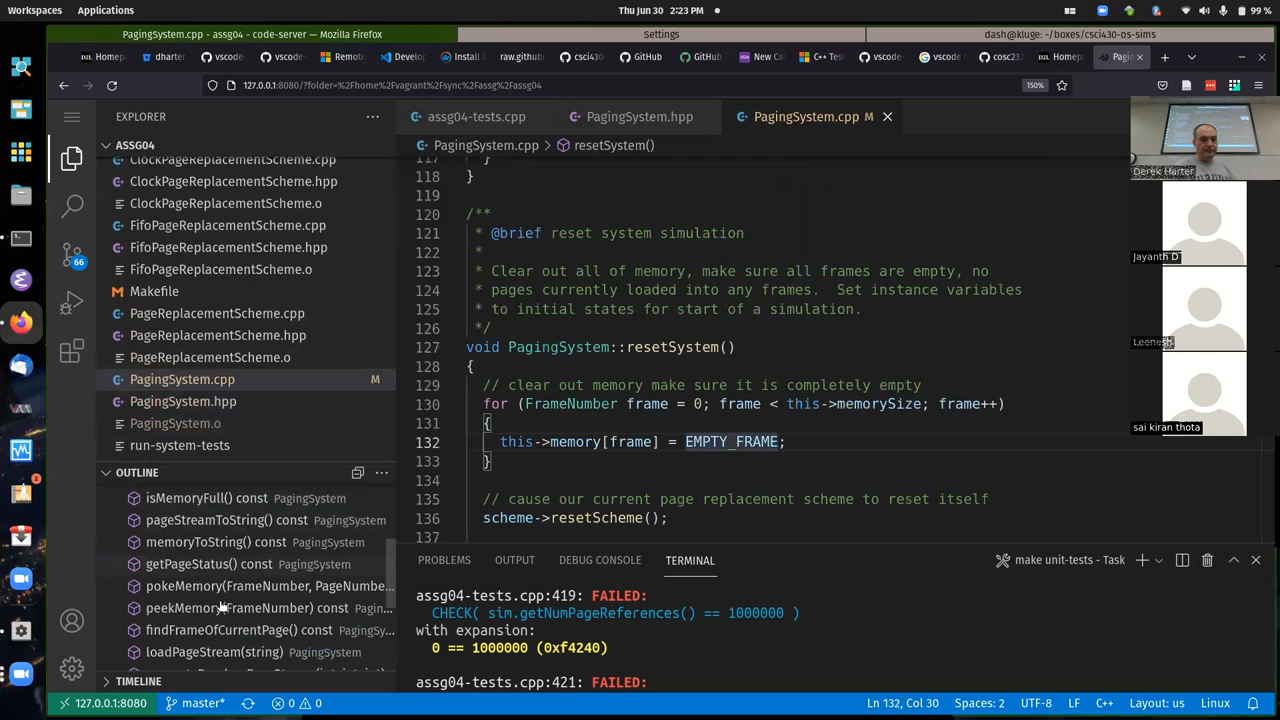 Workspaces Applications Thu Jun 30 2:23 PM 99 %
PagingSystem.cpp - assg04 - code-server — Mozilla Firefox Settings dash@kluge: ~/boxes/csci430-os-sims
Homep dharter vscode vscode Remote Develop Install raw.github csci430 GitHub GitHub New Ca C++ Test vscode vscode cosc23 Homep Pagin
127.0.0.1:8080/?folder=%2Fhome%2Fvagrant%2Fsync%2Fassg%2Fassg04 150%
EXPLORER
ASSG04
ClockPageReplacementScheme.cpp
ClockPageReplacementScheme.hpp
ClockPageReplacementScheme.o
FifoPageReplacementScheme.cpp
FifoPageReplacementScheme.hpp
FifoPageReplacementScheme.o
Makefile
PageReplacementScheme.cpp
PageReplacementScheme.hpp
PageReplacementScheme.o
PagingSystem.cpp M
PagingSystem.hpp
PagingSystem.o
run-system-tests
66
2
OUTLINE
isMemoryFull() const PagingSystem
pageStreamToString() const PagingSystem
memoryToString() const PagingSystem
getPageStatus() const PagingSystem
pokeMemory(FrameNumber, PageNumbe...
peekMemory(FrameNumber) const Pagin...
findFrameOfCurrentPage() const PagingSy...
loadPageStream(string) PagingSystem
TIMELINE
assg04-tests.cpp PagingSystem.hpp PagingSystem.cpp M
PagingSystem.cpp > resetSystem()
117 }
118 }
119
120 /**
121 * @brief reset system simulation
122 *
123 * Clear out all of memory, make sure all frames are empty, no
124 * pages currently loaded into any frames. Set instance variables
125 * to initial states for start of a simulation.
126 */
127 void PagingSystem::resetSystem()
128 {
129 // clear out memory make sure it is completely empty
130 for (FrameNumber frame = 0; frame < this->memorySize; frame++)
131 {
132 this->memory[frame] = EMPTY_FRAME;
133 }
134
135 // cause our current page replacement scheme to reset itself
136 scheme->resetScheme();
137
PROBLEMS OUTPUT DEBUG CONSOLE TERMINAL make unit-tests - Task
assg04-tests.cpp:419: FAILED:
CHECK( sim.getNumPageReferences() == 1000000 )
with expansion:
0 == 1000000 (0xf4240)
assg04-tests.cpp:421: FAILED:
127.0.0.1:8080 master* 0 0 Ln 132, Col 30 Spaces: 2 UTF-8 LF C++ Layout: us Linux
Derek Harter
Jayanth D
sai kiran thota